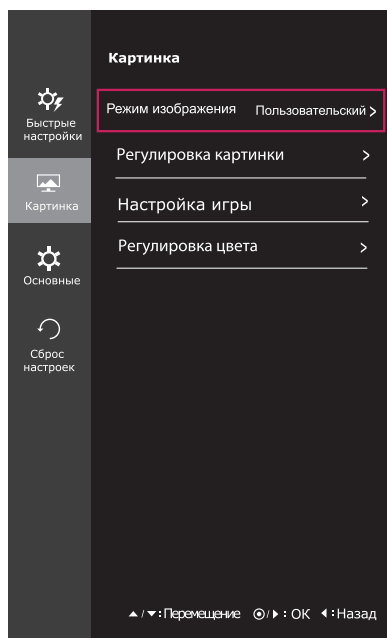 Картинка
Быстрые
настройки
Картинка
Основные
Сброс
настроек
Режим изображения Пользовательский >
Регулировка картинки >
Настройка игры >
Регулировка цвета >
▲/▼:Перемещение ⊙/▶:OK ◀:Назад